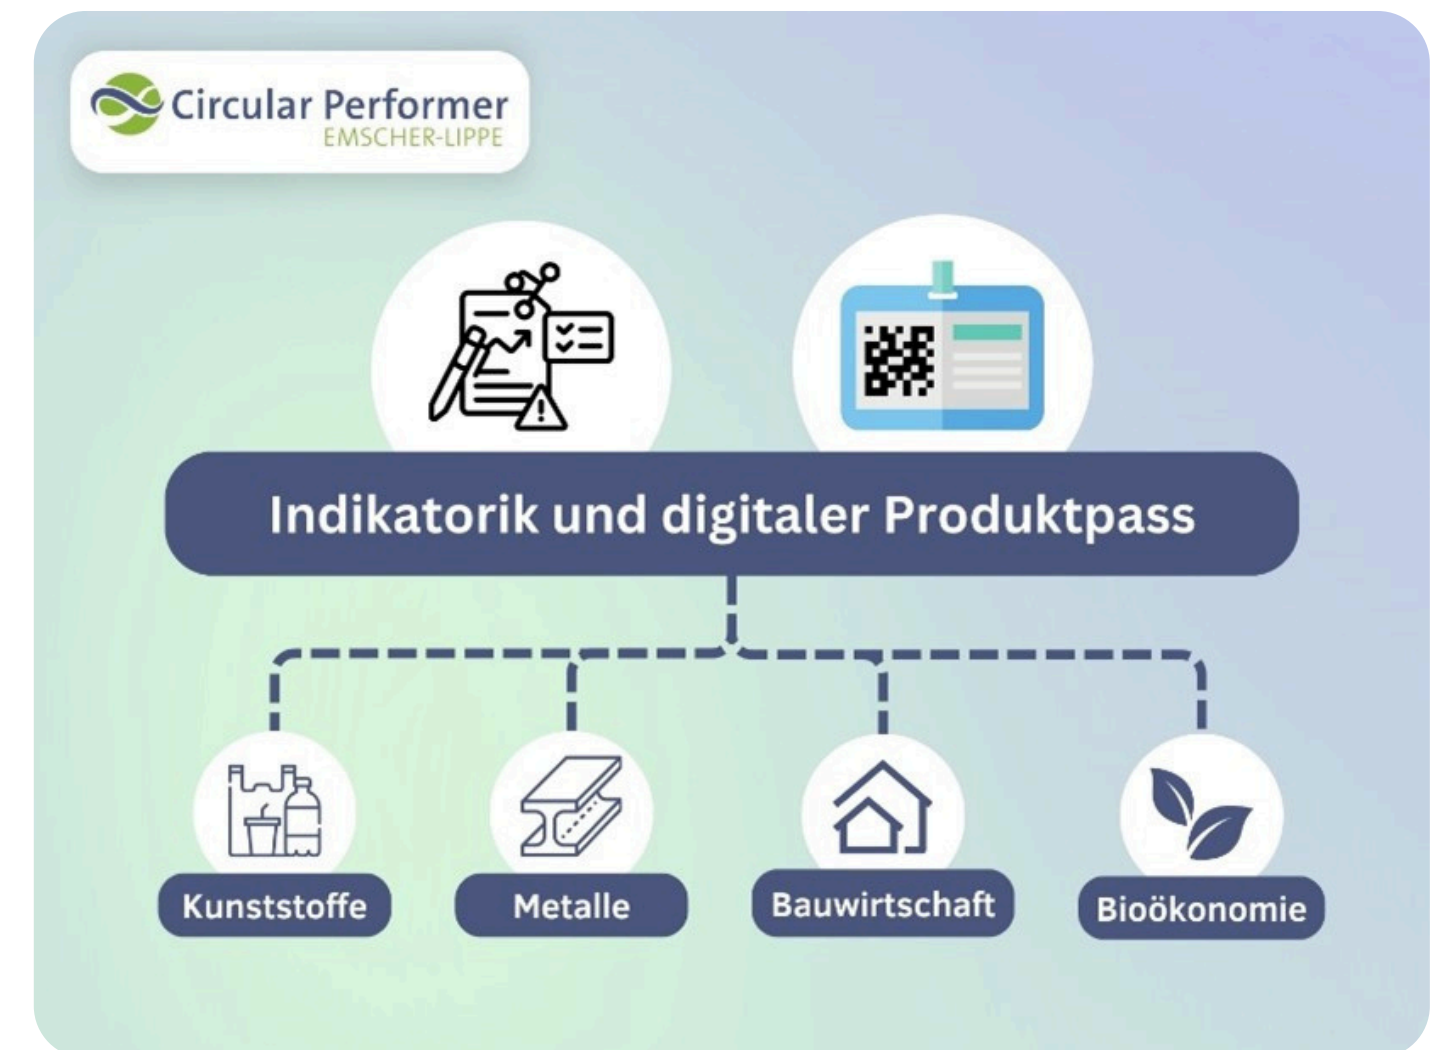 Circular Performer
EMSCHER-LIPPE
Indikatorik und digitaler Produktpass
Kunststoffe
Metalle
Bauwirtschaft
Bioökonomie